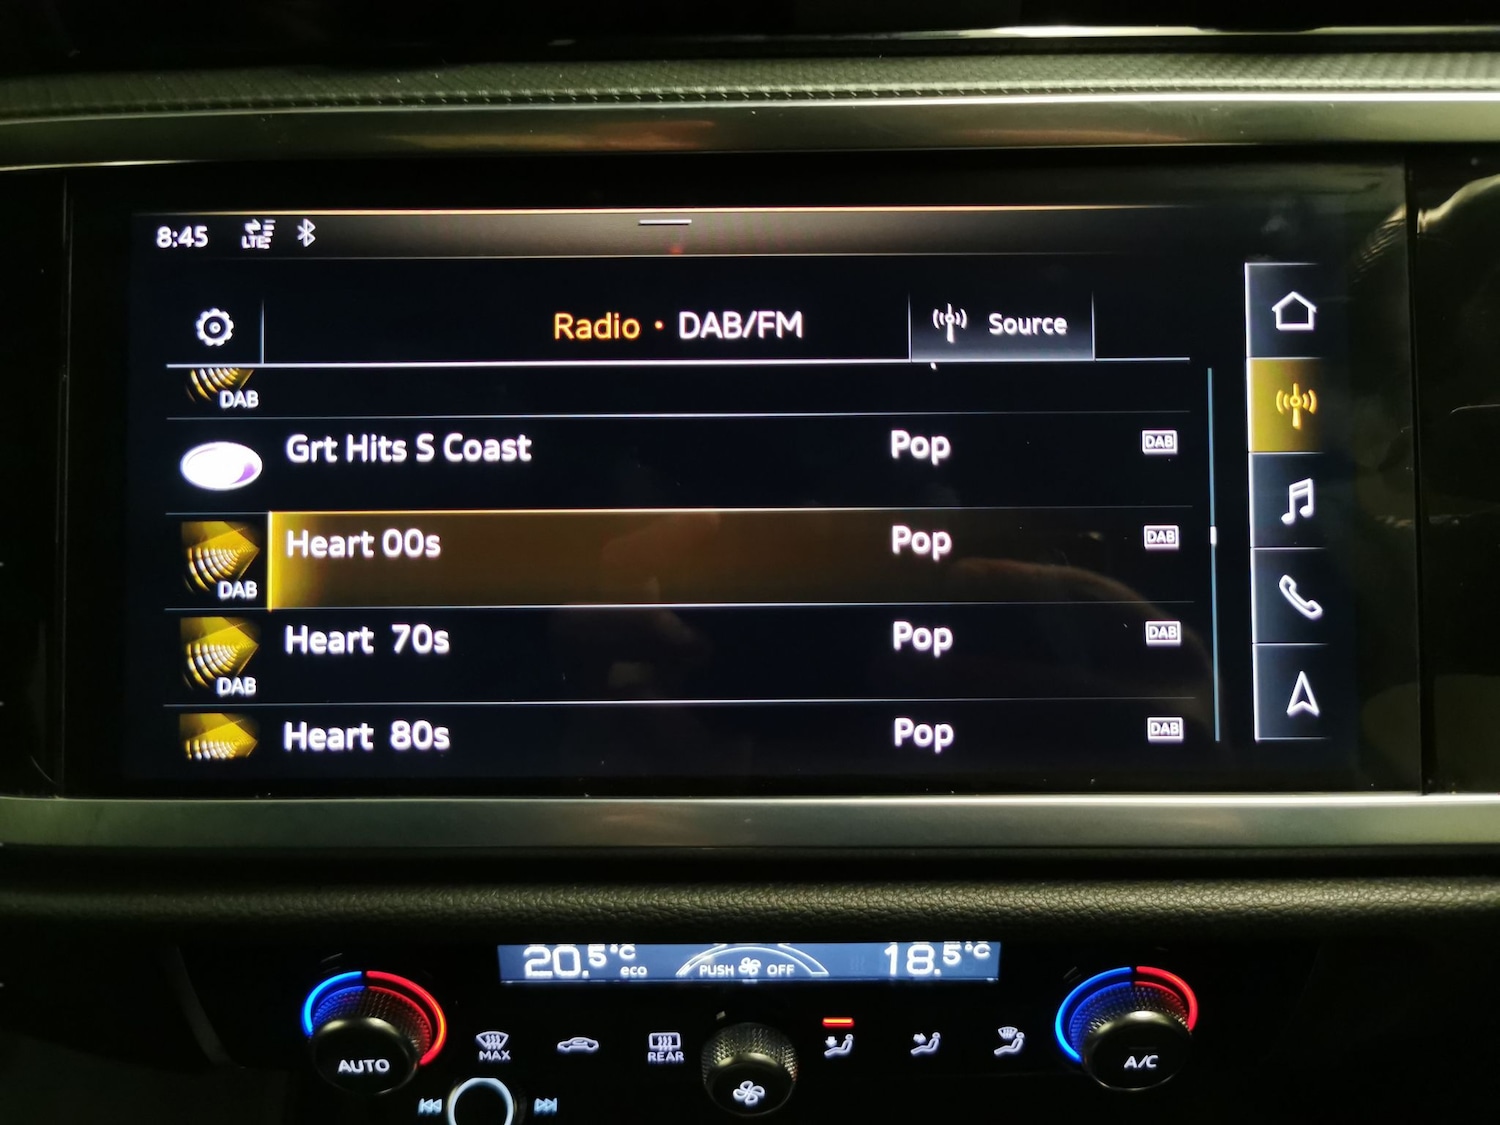 8:45 LTE
Radio • DAB/FM Source
DAB
Grt Hits S Coast Pop DAB
Heart 00s Pop DAB
DAB
Heart 70s Pop DAB
DAB
Heart 80s Pop DAB
20.5°C eco PUSH OFF 18.5°C
AUTO MAX REAR A/C